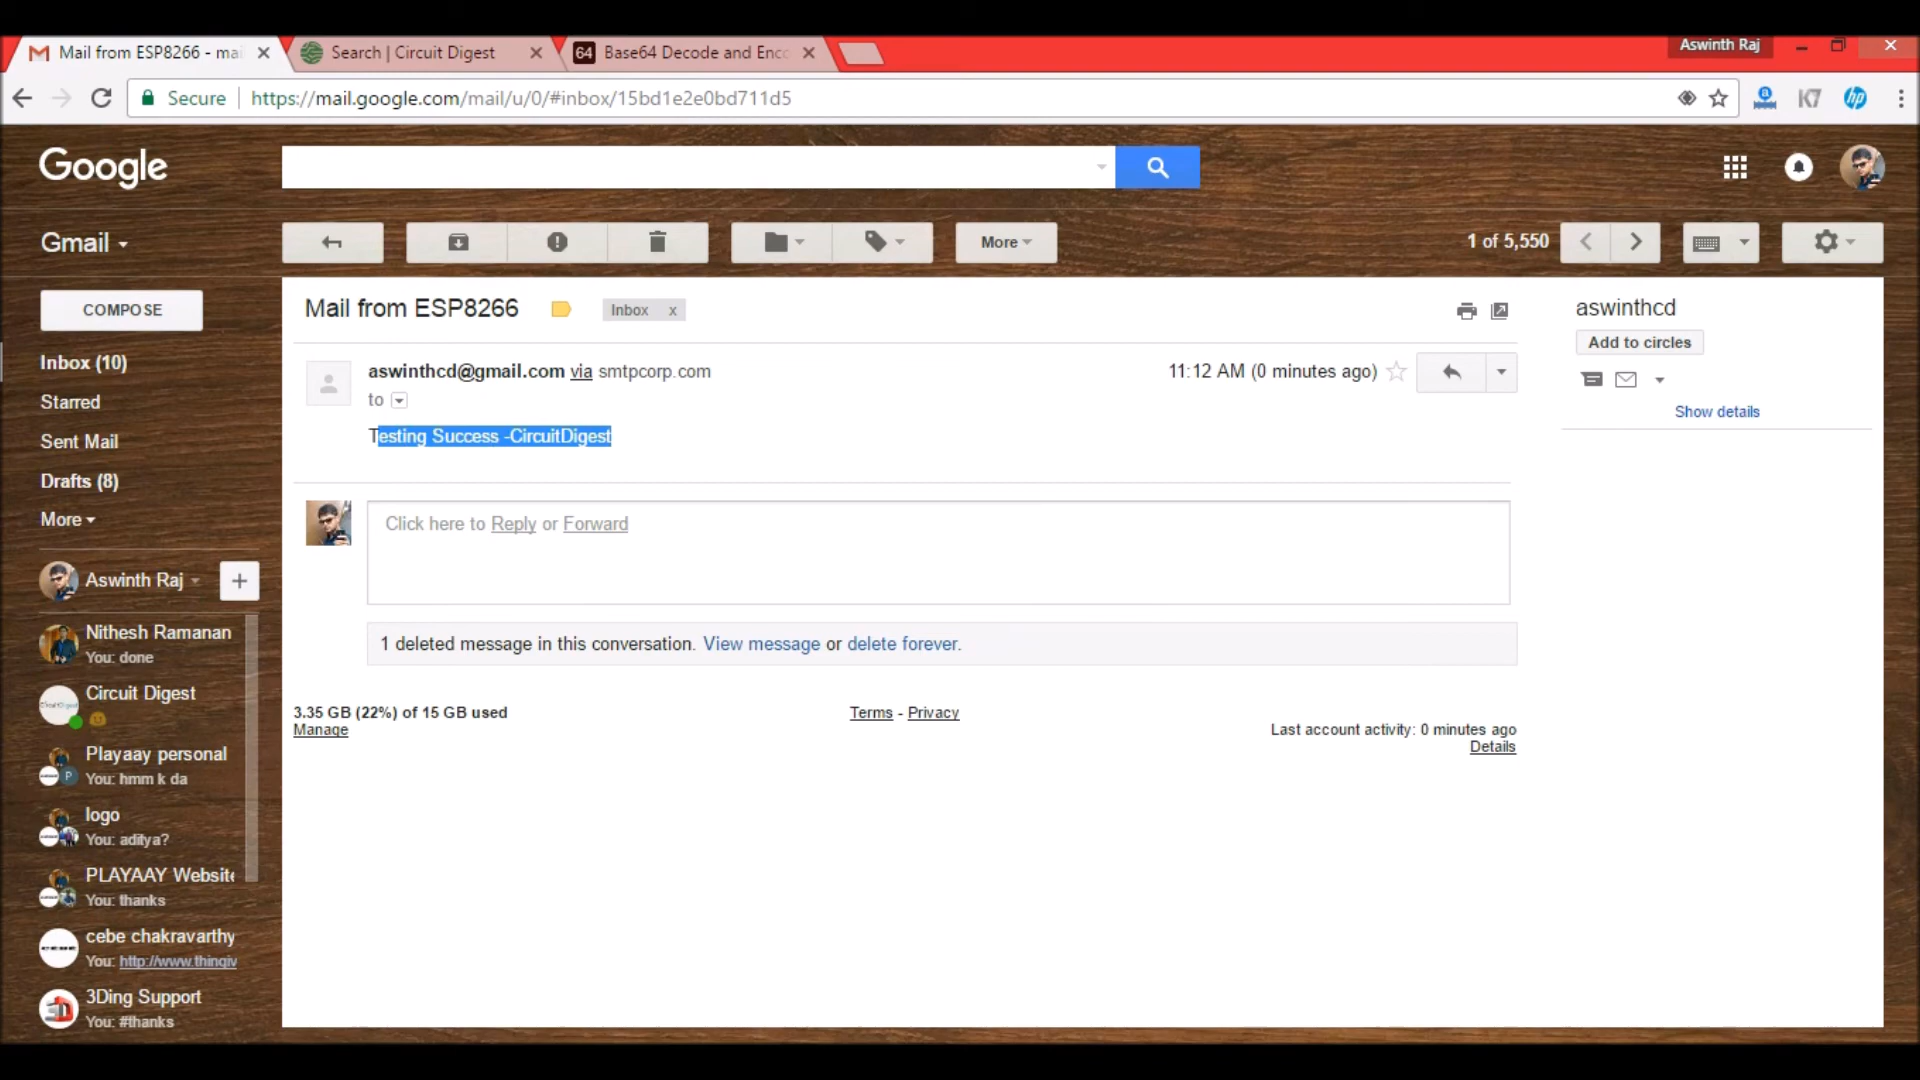 Aswinth Raj
Mail from ESP8266 - mai
Search | Circuit Digest
64 Base64 Decode and Enco
Secure https://mail.google.com/mail/u/0/#inbox/15bd1e2e0bd711d5
K7 hp
Google
Gmail
More
1 of 5,550
COMPOSE
Inbox (10)
Starred
Sent Mail
Drafts (8)
More
Mail from ESP8266 Inbox x
aswinthcd@gmail.com via smtpcorp.com 11:12 AM (0 minutes ago)
to
Testing Success -CircuitDigest
Click here to Reply or Forward
1 deleted message in this conversation. View message or delete forever.
3.35 GB (22%) of 15 GB used
Manage
Terms - Privacy
Last account activity: 0 minutes ago
Details
aswinthcd
Add to circles
Show details
Aswinth Raj
Nithesh Ramanan
You: done
Circuit Digest
Playaay personal
P You: hmm k da
logo
You: aditya?
PLAYAAY Website
You: thanks
cebe chakravarthy
You: http://www.thingiv
3Ding Support
You: #thanks